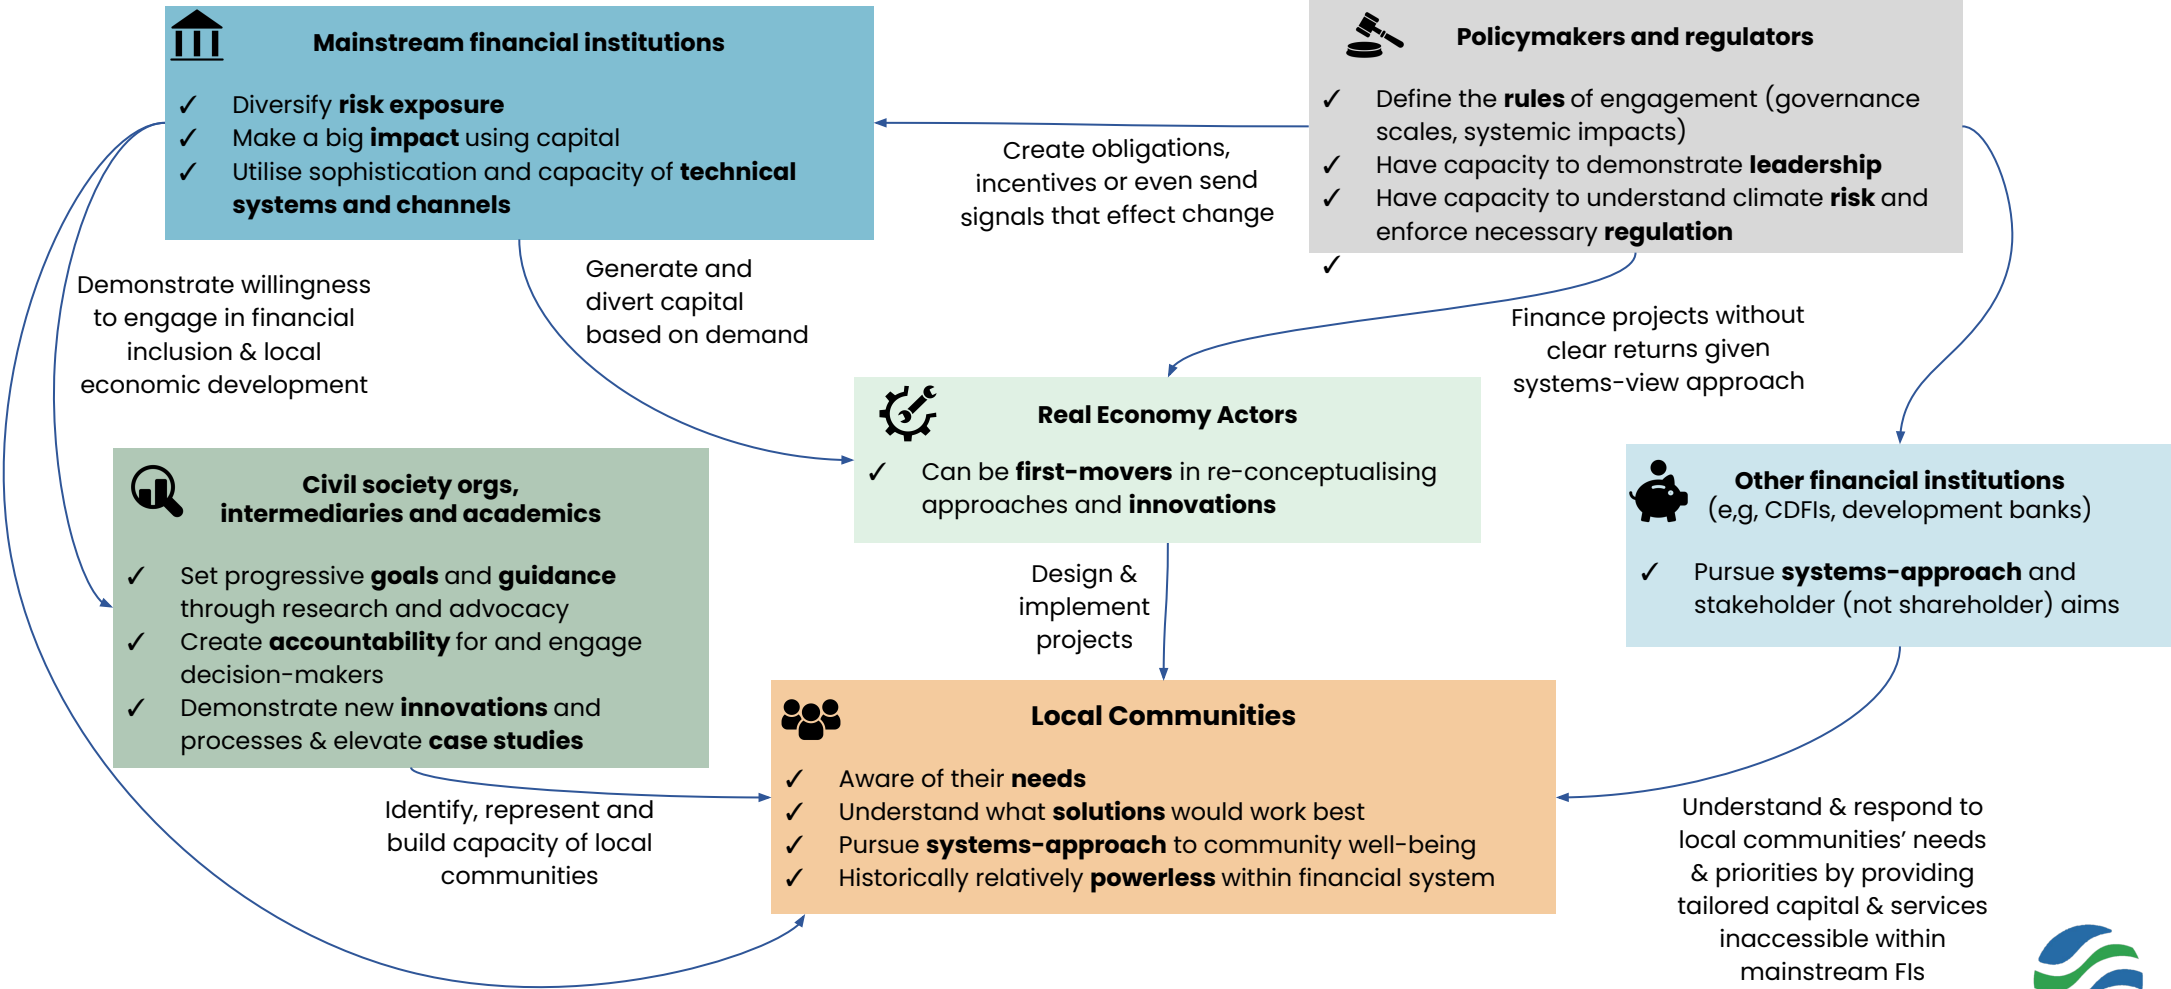 Mainstream financial institutions
✓ Diversify risk exposure
✓ Make a big impact using capital
✓ Utilise sophistication and capacity of technical
systems and channels
Policymakers and regulators
✓ Define the rules of engagement (governance
scales, systemic impacts)
✓ Have capacity to demonstrate leadership
✓ Have capacity to understand climate risk and
enforce necessary regulation
✓
Create obligations,
incentives or even send
signals that effect change
Demonstrate willingness
to engage in financial
inclusion & local
economic development
Generate and
divert capital
based on demand
Finance projects without
clear returns given
systems-view approach
Real Economy Actors
✓ Can be first-movers in re-conceptualising
approaches and innovations
Civil society orgs,
intermediaries and academics
✓ Set progressive goals and guidance
through research and advocacy
✓ Create accountability for and engage
decision-makers
✓ Demonstrate new innovations and
processes & elevate case studies
Other financial institutions
(e,g, CDFIs, development banks)
✓ Pursue systems-approach and
stakeholder (not shareholder) aims
Design &
implement
projects
Local Communities
✓ Aware of their needs
✓ Understand what solutions would work best
✓ Pursue systems-approach to community well-being
✓ Historically relatively powerless within financial system
Identify, represent and
build capacity of local
communities
Understand & respond to
local communities’ needs
& priorities by providing
tailored capital & services
inaccessible within
mainstream FIs